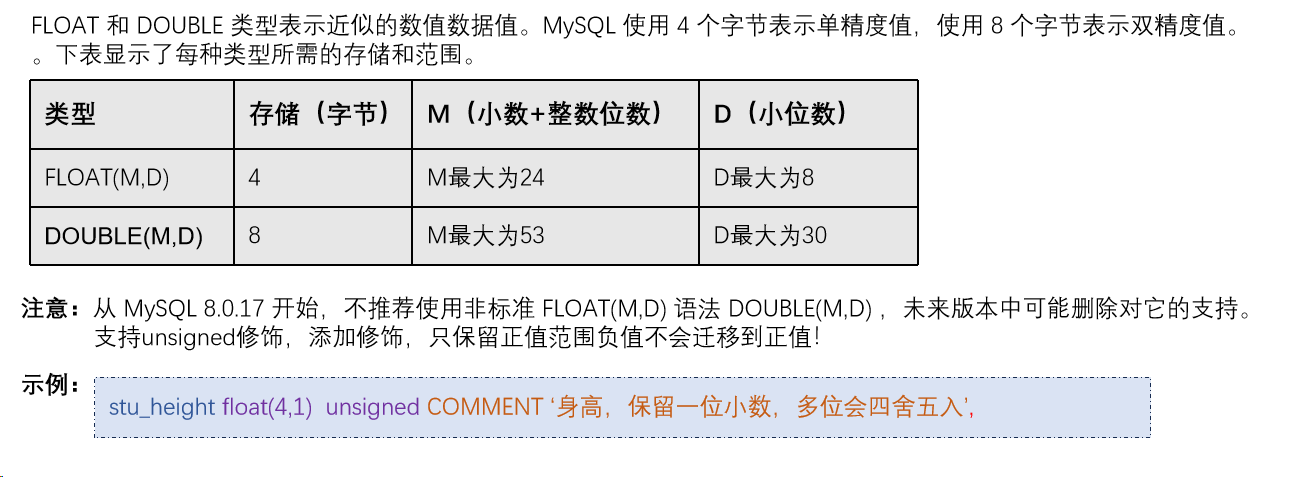 FLOAT 和 DOUBLE 类型表示近似的数值数据值。MySQL 使用 4 个字节表示单精度值，使用 8 个字节表示双精度值。
。下表显示了每种类型所需的存储和范围。
类型 存储（字节） M（小数+整数位数） D（小位数）
FLOAT(M,D) 4 M最大为24 D最大为8
DOUBLE(M,D) 8 M最大为53 D最大为30
注意：从 MySQL 8.0.17 开始，不推荐使用非标准 FLOAT(M,D) 语法 DOUBLE(M,D) ，未来版本中可能删除对它的支持。
支持unsigned修饰，添加修饰，只保留正值范围负值不会迁移到正值！
示例：
stu_height float(4,1) unsigned COMMENT ‘身高，保留一位小数，多位会四舍五入’,